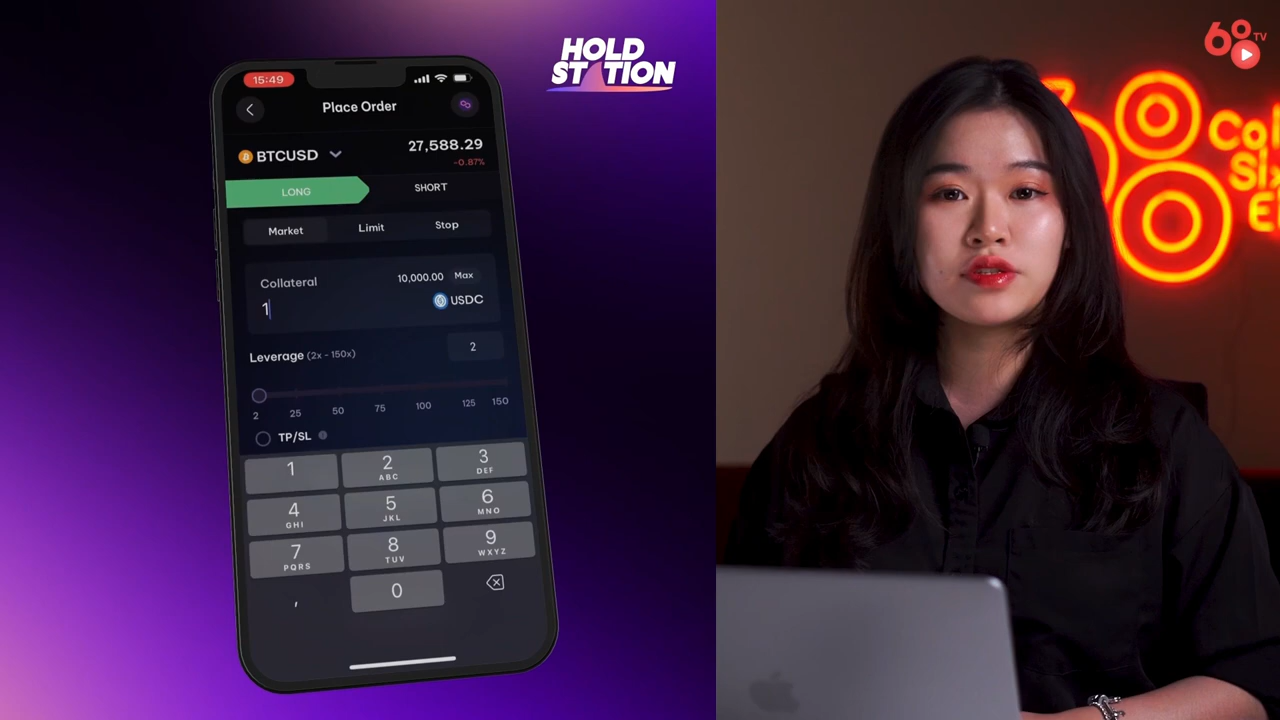 HOLD
STATION
15:49
Place Order
BTCUSD
27,588.29
-0.87%
LONG
SHORT
Market
Limit
Stop
Collateral
10,000.00
Max
1
USDC
Leverage (2x - 150x)
2
2
25
50
75
100
125
150
TP/SL
1
2
ABC
3
DEF
4
GHI
5
JKL
6
MNO
7
PQRS
8
TUV
9
WXYZ
,
0
68
TV
68